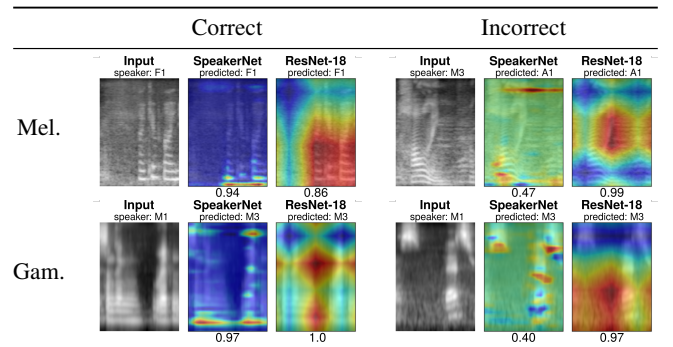 Correct Incorrect
Input SpeakerNet ResNet-18 Input SpeakerNet ResNet-18
speaker: F1 predicted: F1 predicted: F1 speaker: M3 predicted: A1 predicted: A1
Mel.
0.94 0.86 0.47 0.99
Input SpeakerNet ResNet-18 Input SpeakerNet ResNet-18
speaker: M1 predicted: M3 predicted: M3 speaker: M1 predicted: M3 predicted: M3
Gam.
0.97 1.0 0.40 0.97